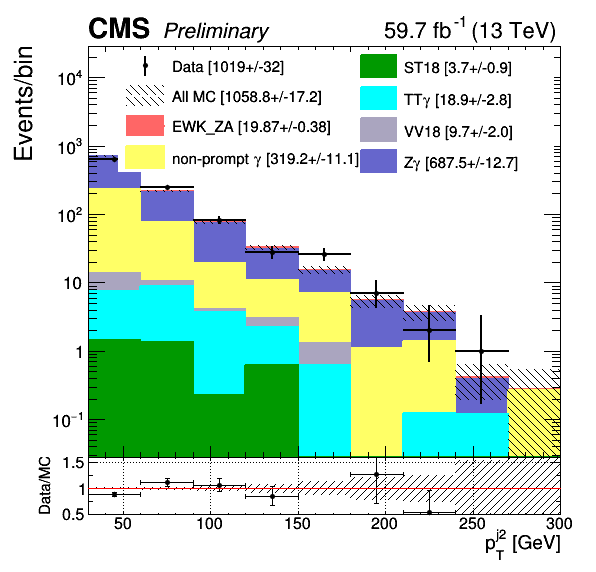 CMS Preliminary 59.7 fb⁻¹ (13 TeV)
Events/bin
Data [1019+/-32]
All MC [1058.8+/-17.2]
EWK_ZA [19.87+/-0.38]
non-prompt γ [319.2+/-11.1]
ST18 [3.7+/-0.9]
TTγ [18.9+/-2.8]
VV18 [9.7+/-2.0]
Zγ [687.5+/-12.7]
10⁴
10³
10²
10
1
10⁻¹
Data/MC
1.5
1
0.5
50 100 150 200 250 300
p_T^j2 [GeV]